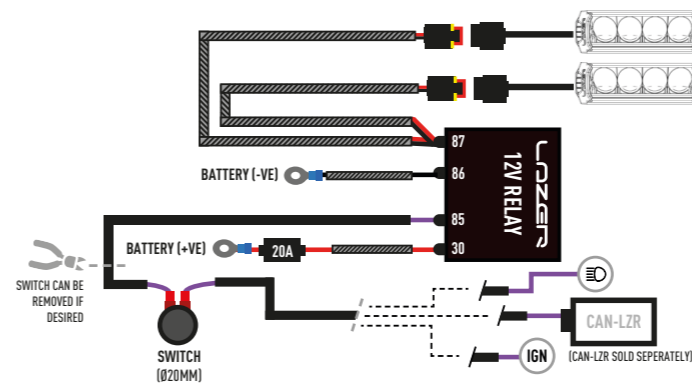 87
BATTERY (-VE)
86
LAZER
12V RELAY
85
BATTERY (+VE)
20A
30
SWITCH CAN BE
REMOVED IF
DESIRED
CAN-LZR
SWITCH
(Ø20MM)
IGN
(CAN-LZR SOLD SEPERATELY)